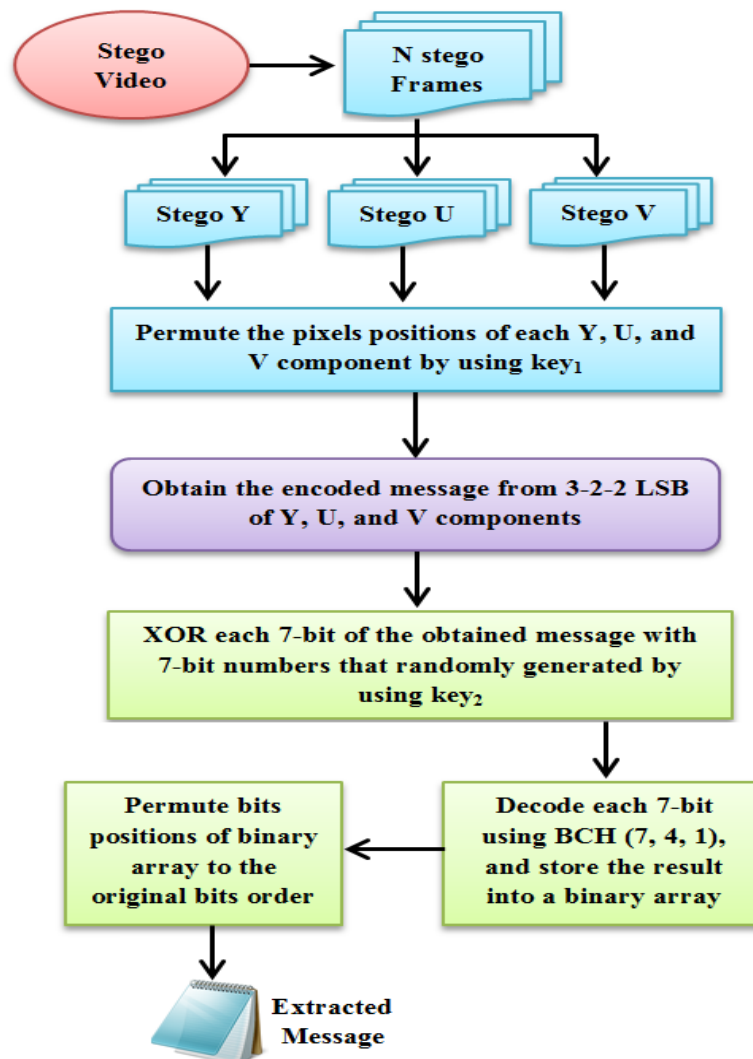 Stego
Video
N stego
Frames
Stego Y
Stego U
Stego V
Permute the pixels positions of each Y, U, and
V component by using key₁
Obtain the encoded message from 3-2-2 LSB
of Y, U, and V components
XOR each 7-bit of the obtained message with
7-bit numbers that randomly generated by
using key₂
Decode each 7-bit
using BCH (7, 4, 1),
and store the result
into a binary array
Permute bits
positions of binary
array to the
original bits order
Extracted
Message